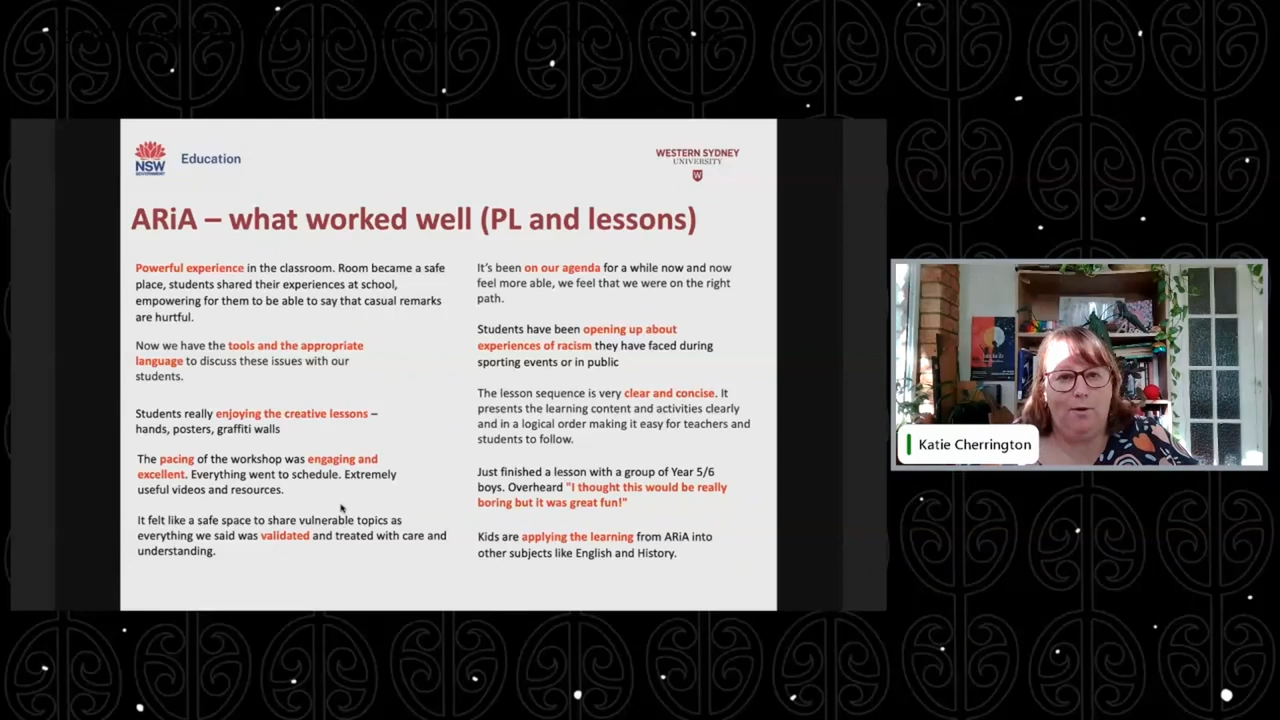 NSW
GOVERNMENT
Education
WESTERN SYDNEY
UNIVERSITY
W
ARiA – what worked well (PL and lessons)
Powerful experience in the classroom. Room became a safe
place, students shared their experiences at school,
empowering for them to be able to say that casual remarks
are hurtful.
Now we have the tools and the appropriate
language to discuss these issues with our
students.
Students really enjoying the creative lessons –
hands, posters, graffiti walls
The pacing of the workshop was engaging and
excellent. Everything went to schedule. Extremely
useful videos and resources.
It felt like a safe space to share vulnerable topics as
everything we said was validated and treated with care and
understanding.
It’s been on our agenda for a while now and now
feel more able, we feel that we were on the right
path.
Students have been opening up about
experiences of racism they have faced during
sporting events or in public
The lesson sequence is very clear and concise. It
presents the learning content and activities clearly
and in a logical order making it easy for teachers and
students to follow.
Just finished a lesson with a group of Year 5/6
boys. Overheard "I thought this would be really
boring but it was great fun!"
Kids are applying the learning from ARiA into
other subjects like English and History.
Katie Cherrington